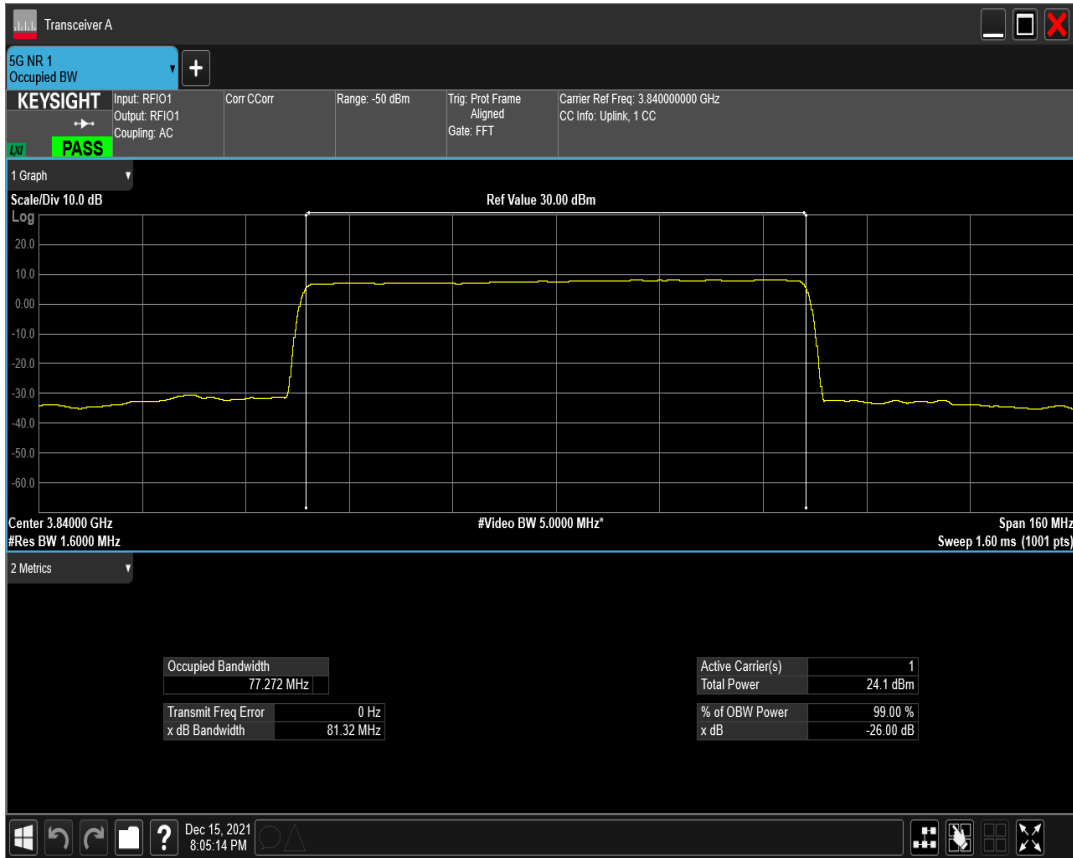 Transceiver A
5G NR 1
Occupied BW
KEYSIGHT
LXI
PASS
Input: RFIO1
Output: RFIO1
Coupling: AC
Corr CCorr
Range: -50 dBm
Trig: Prot Frame
Aligned
Gate: FFT
Carrier Ref Freq: 3.840000000 GHz
CC Info: Uplink, 1 CC
1 Graph
Scale/Div 10.0 dB
Ref Value 30.00 dBm
Log
20.0
10.0
0.00
-10.0
-20.0
-30.0
-40.0
-50.0
-60.0
Center 3.84000 GHz
#Video BW 5.0000 MHz*
Span 160 MHz
#Res BW 1.6000 MHz
Sweep 1.60 ms (1001 pts)
2 Metrics
Occupied Bandwidth
77.272 MHz
Transmit Freq Error 0 Hz
x dB Bandwidth 81.32 MHz
Active Carrier(s) 1
Total Power 24.1 dBm
% of OBW Power 99.00 %
x dB -26.00 dB
?
Dec 15, 2021
8:05:14 PM